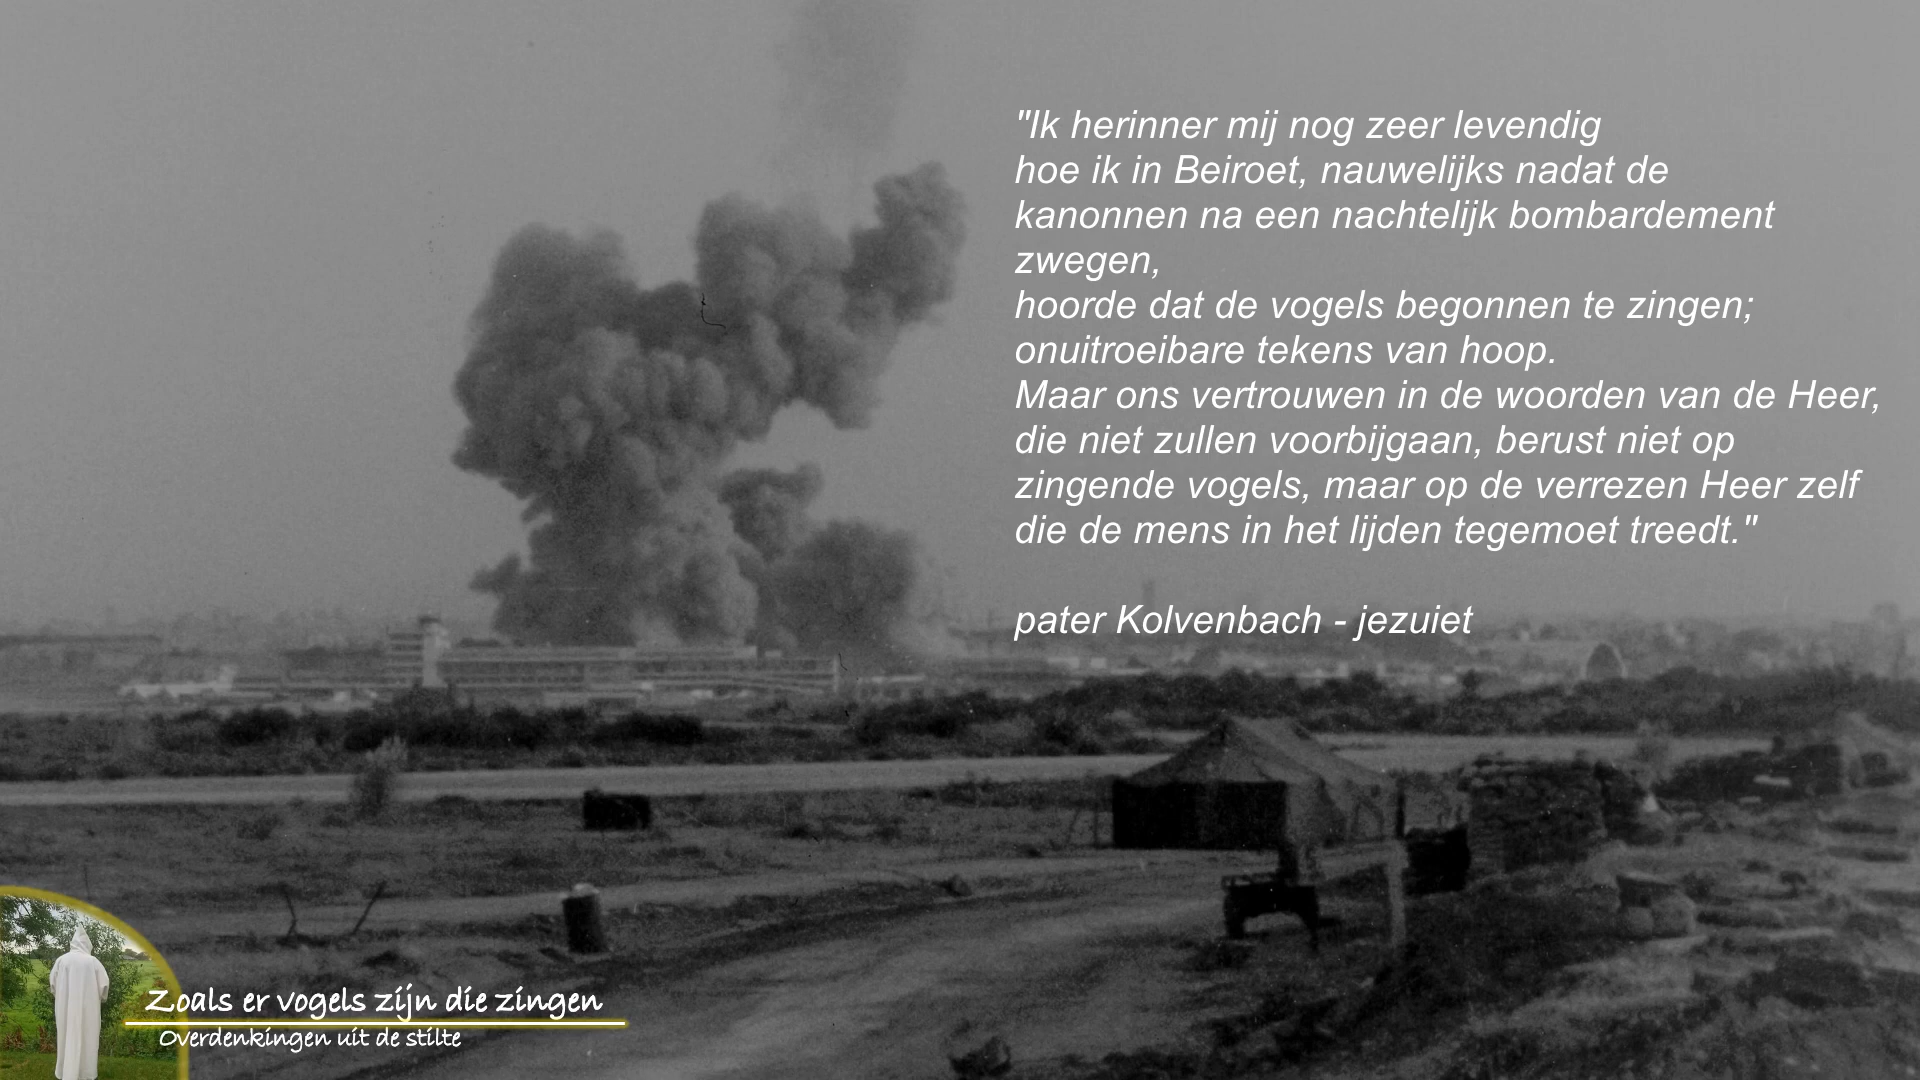 "Ik herinner mij nog zeer levendig
hoe ik in Beiroet, nauwelijks nadat de
kanonnen na een nachtelijk bombardement
zwegen,
hoorde dat de vogels begonnen te zingen;
onuitroeibare tekens van hoop.
Maar ons vertrouwen in de woorden van de Heer,
die niet zullen voorbijgaan, berust niet op
zingende vogels, maar op de verrezen Heer zelf
die de mens in het lijden tegemoet treedt."
pater Kolvenbach - jezuiet
Zoals er vogels zijn die zingen
Overdenkingen uit de stilte